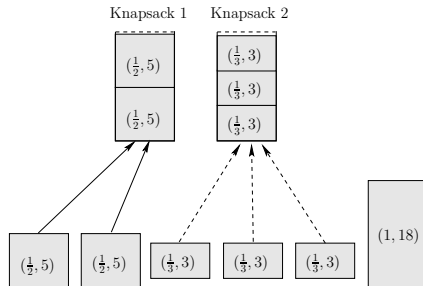 Knapsack 1 Knapsack 2
(1/2, 5) (1/3, 3)
(1/3, 3)
(1/2, 5) (1/3, 3)
(1/2, 5) (1/2, 5) (1/3, 3) (1/3, 3) (1/3, 3) (1, 18)